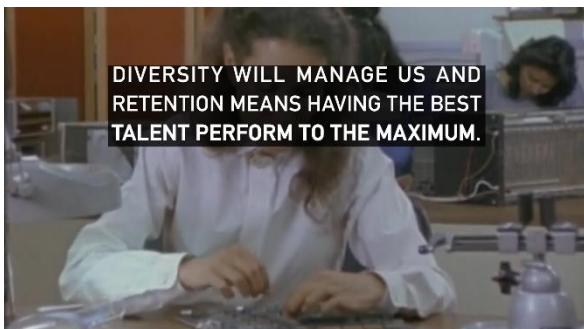 DIVERSITY WILL MANAGE US AND
RETENTION MEANS HAVING THE BEST
TALENT PERFORM TO THE MAXIMUM.